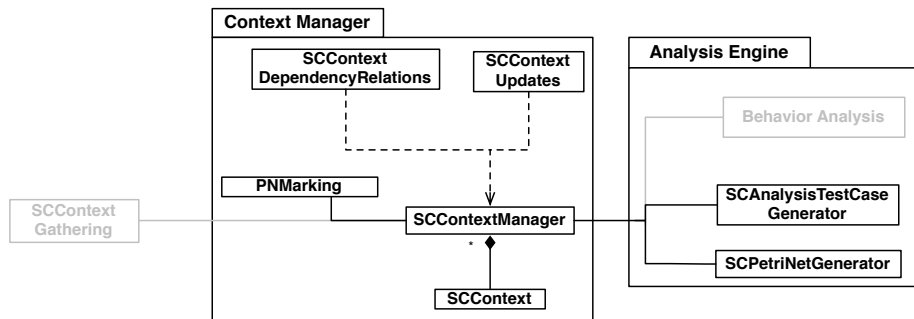 Context Manager
SCContext
DependencyRelations
SCContext
Updates
Analysis Engine
Behavior Analysis
PNMarking
SCContext
Gathering
SCContextManager
SCAnalysisTestCase
Generator
*
SCPetriNetGenerator
SCContext